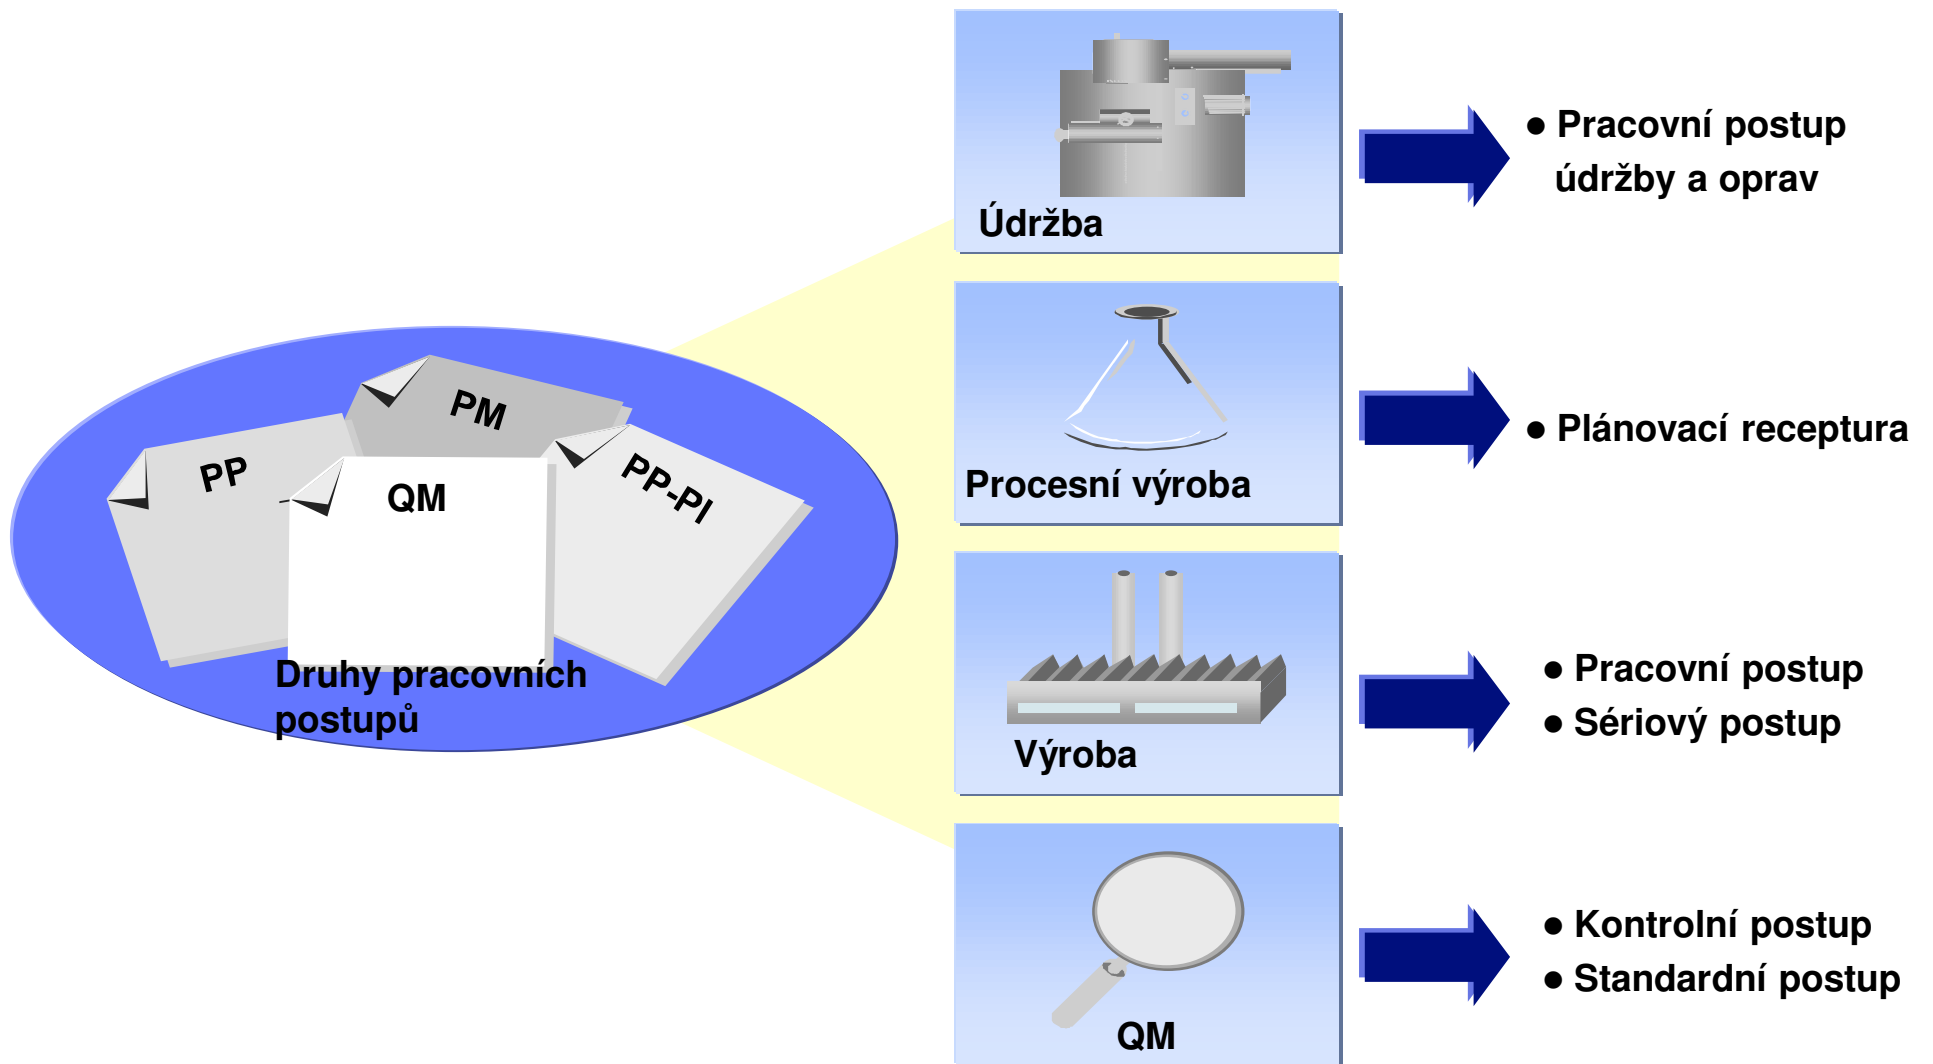 PM
PP
QM
PP-PI
Druhy pracovních
postupů
Údržba
● Pracovní postup
údržby a oprav
Procesní výroba
● Plánovací receptura
Výroba
● Pracovní postup
● Sériový postup
QM
● Kontrolní postup
● Standardní postup